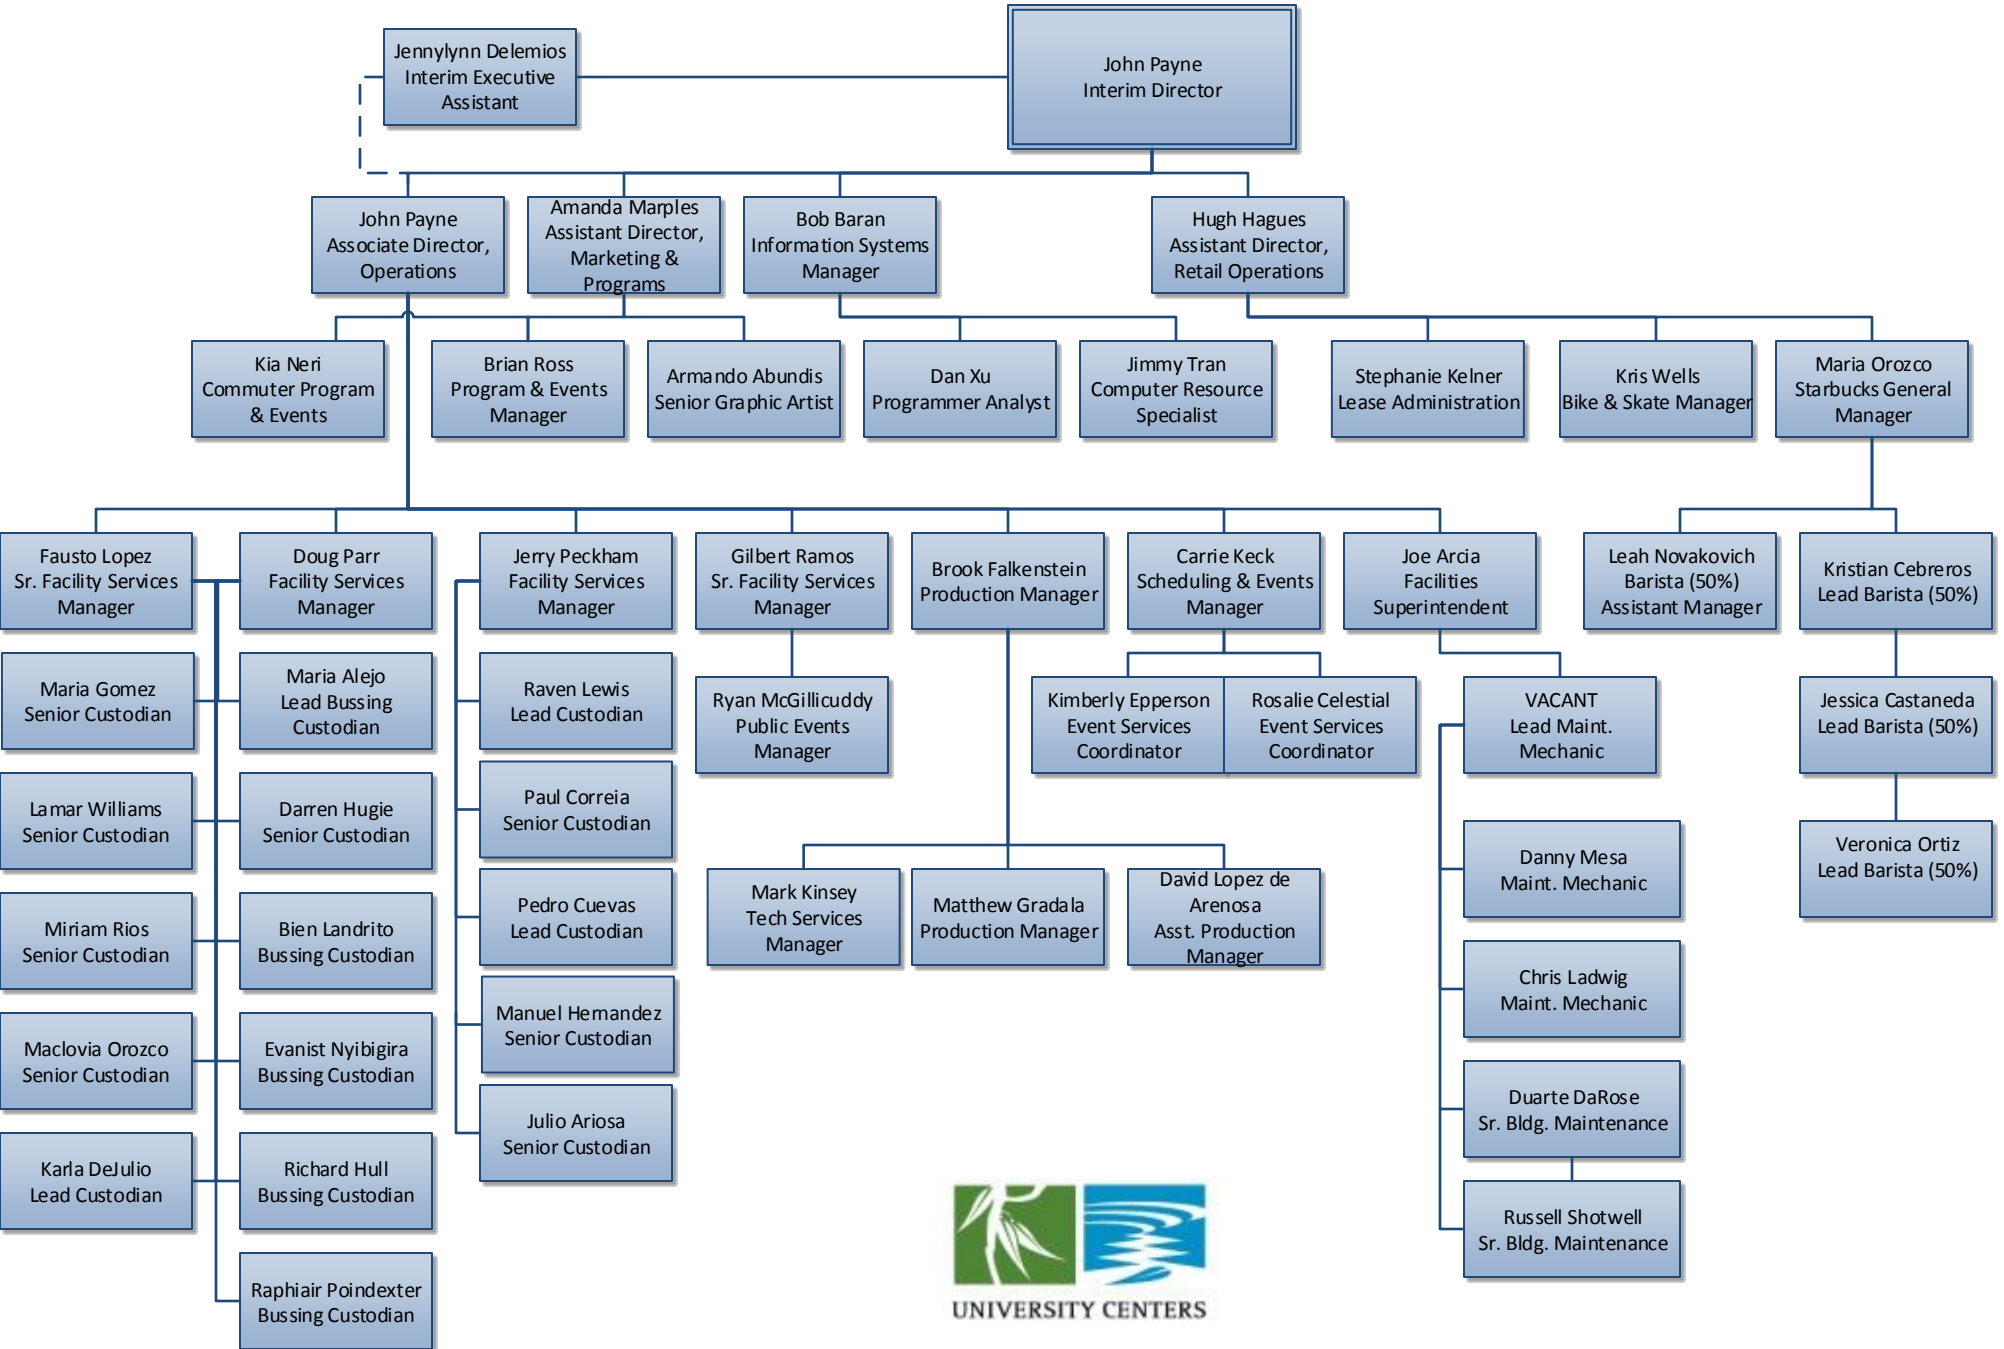 Jennylynn Delemios
Interim Executive
Assistant
John Payne
Interim Director
John Payne
Associate Director,
Operations
Amanda Marples
Assistant Director,
Marketing &
Programs
Bob Baran
Information Systems
Manager
Hugh Hagues
Assistant Director,
Retail Operations
Kia Neri
Commuter Program
& Events
Brian Ross
Program & Events
Manager
Armando Abundis
Senior Graphic Artist
Dan Xu
Programmer Analyst
Jimmy Tran
Computer Resource
Specialist
Stephanie Kelner
Lease Administration
Kris Wells
Bike & Skate Manager
Maria Orozco
Starbucks General
Manager
Fausto Lopez
Sr. Facility Services
Manager
Doug Parr
Facility Services
Manager
Jerry Peckham
Facility Services
Manager
Gilbert Ramos
Sr. Facility Services
Manager
Brook Falkenstein
Production Manager
Carrie Keck
Scheduling & Events
Manager
Joe Arcia
Facilities
Superintendent
Leah Novakovich
Barista (50%)
Assistant Manager
Kristian Cebreros
Lead Barista (50%)
Maria Gomez
Senior Custodian
Maria Alejo
Lead Bussing
Custodian
Raven Lewis
Lead Custodian
Ryan McGillicuddy
Public Events
Manager
Kimberly Epperson
Event Services
Coordinator
Rosalie Celestial
Event Services
Coordinator
VACANT
Lead Maint.
Mechanic
Jessica Castaneda
Lead Barista (50%)
Lamar Williams
Senior Custodian
Darren Hugie
Senior Custodian
Paul Correia
Senior Custodian
Danny Mesa
Maint. Mechanic
Veronica Ortiz
Lead Barista (50%)
Miriam Rios
Senior Custodian
Bien Landrito
Bussing Custodian
Pedro Cuevas
Lead Custodian
Mark Kinsey
Tech Services
Manager
Matthew Gradala
Production Manager
David Lopez de
Arenosa
Asst. Production
Manager
Chris Ladwig
Maint. Mechanic
Maclovia Orozco
Senior Custodian
Evanist Nyibigira
Bussing Custodian
Manuel Hernandez
Senior Custodian
Duarte DaRose
Sr. Bldg. Maintenance
Karla DeJulio
Lead Custodian
Richard Hull
Bussing Custodian
Julio Ariosa
Senior Custodian
Russell Shotwell
Sr. Bldg. Maintenance
Raphiair Poindexter
Bussing Custodian
UNIVERSITY CENTERS